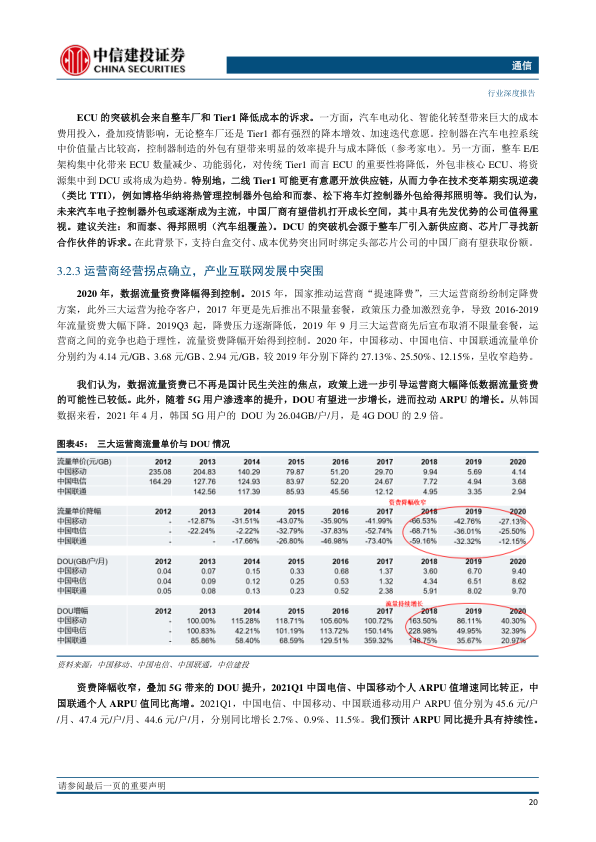 中信建投证券
CHINA SECURITIES
通信
行业深度报告
ECU 的突破机会来自整车厂和 Tier1 降低成本的诉求。一方面，汽车电动化、智能化转型带来巨大的成本
费用投入，叠加疫情影响，无论整车厂还是 Tier1 都有强烈的降本增效、加速迭代意愿。控制器在汽车电控系统
中价值量占比较高，控制器制造的外包有望带来明显的效率提升与成本降低（参考家电）。另一方面，整车 E/E
架构集中化带来 ECU 数量减少、功能弱化，对传统 Tier1 而言 ECU 的重要性将降低，外包非核心 ECU、将资
源集中到 DCU 或将成为趋势。特别地，二线 Tier1 可能更有意愿开放供应链，从而力争在技术变革期实现逆袭
（类比 TTI），例如博格华纳将热管理控制器外包给和而泰、松下将车灯控制器外包给得邦照明等。我们认为，
未来汽车电子控制器外包或逐渐成为主流，中国厂商有望借机打开成长空间，其中具有先发优势的公司值得重
视。建议关注：和而泰、得邦照明（汽车组覆盖）。DCU 的突破机会源于整车厂引入新供应商、芯片厂寻找新
合作伙伴的诉求。在此背景下，支持白盒交付、成本优势突出同时绑定头部芯片公司的中国厂商有望获取份额。
3.2.3 运营商经营拐点确立，产业互联网发展中突围
2020 年，数据流量资费降幅得到控制。2015 年，国家推动运营商“提速降费”，三大运营商纷纷制定降费
方案，此外三大运营为抢夺客户，2017 年更是先后推出不限量套餐，政策压力叠加激烈竞争，导致 2016-2019
年流量资费大幅下降。2019Q3 起，降费压力逐渐降低，2019 年 9 月三大运营商先后宣布取消不限量套餐，运
营商之间的竞争也趋于理性，流量资费降幅开始得到控制。2020 年，中国移动、中国电信、中国联通流量单价
分别约为 4.14 元/GB、3.68 元/GB、2.94 元/GB，较 2019 年分别下降约 27.13%、25.50%、12.15%，呈收窄趋势。
我们认为，数据流量资费已不再是国计民生关注的焦点，政策上进一步引导运营商大幅降低数据流量资费
的可能性已较低。此外，随着 5G 用户渗透率的提升，DOU 有望进一步增长，进而拉动 ARPU 的增长。从韩国
数据来看，2021 年 4 月，韩国 5G 用户的 DOU 为 26.04GB/户/月，是 4G DOU 的 2.9 倍。
图表45： 三大运营商流量单价与 DOU 情况
流量单价(元/GB) 2012 2013 2014 2015 2016 2017 2018 2019 2020
中国移动 235.08 204.83 140.29 79.87 51.20 29.70 9.94 5.69 4.14
中国电信 164.29 127.76 124.93 83.97 52.20 24.67 7.72 4.94 3.68
中国联通 142.56 117.39 85.93 45.56 12.12 4.95 3.35 2.94
资费降幅收窄
流量单价降幅 2012 2013 2014 2015 2016 2017 2018 2019 2020
中国移动 - -12.87% -31.51% -43.07% -35.90% -41.99% -66.53% -42.76% -27.13%
中国电信 - -22.24% -2.22% -32.79% -37.83% -52.74% -68.71% -36.01% -25.50%
中国联通 - - -17.66% -26.80% -46.98% -73.40% -59.16% -32.32% -12.15%
DOU(GB/户/月) 2012 2013 2014 2015 2016 2017 2018 2019 2020
中国移动 0.04 0.07 0.15 0.33 0.68 1.37 3.60 6.70 9.40
中国电信 0.04 0.09 0.12 0.25 0.53 1.32 4.34 6.51 8.62
中国联通 0.05 0.08 0.13 0.23 0.52 2.38 5.91 8.02 9.70
流量持续增长
DOU增幅 2012 2013 2014 2015 2016 2017 2018 2019 2020
中国移动 - 100.00% 115.28% 118.71% 105.60% 100.72% 163.50% 86.11% 40.30%
中国电信 - 100.83% 42.21% 101.19% 113.72% 150.14% 228.98% 49.95% 32.39%
中国联通 - 85.86% 58.40% 68.59% 129.51% 359.32% 148.75% 35.67% 20.97%
资料来源：中国移动、中国电信、中国联通，中信建投
资费降幅收窄，叠加 5G 带来的 DOU 提升，2021Q1 中国电信、中国移动个人 ARPU 值增速同比转正，中
国联通个人 ARPU 值同比高增。2021Q1，中国电信、中国移动、中国联通移动用户 ARPU 值分别为 45.6 元/户
/月、47.4 元/户/月、44.6 元/户/月，分别同比增长 2.7%、0.9%、11.5%。我们预计 ARPU 同比提升具有持续性。
请参阅最后一页的重要声明
20